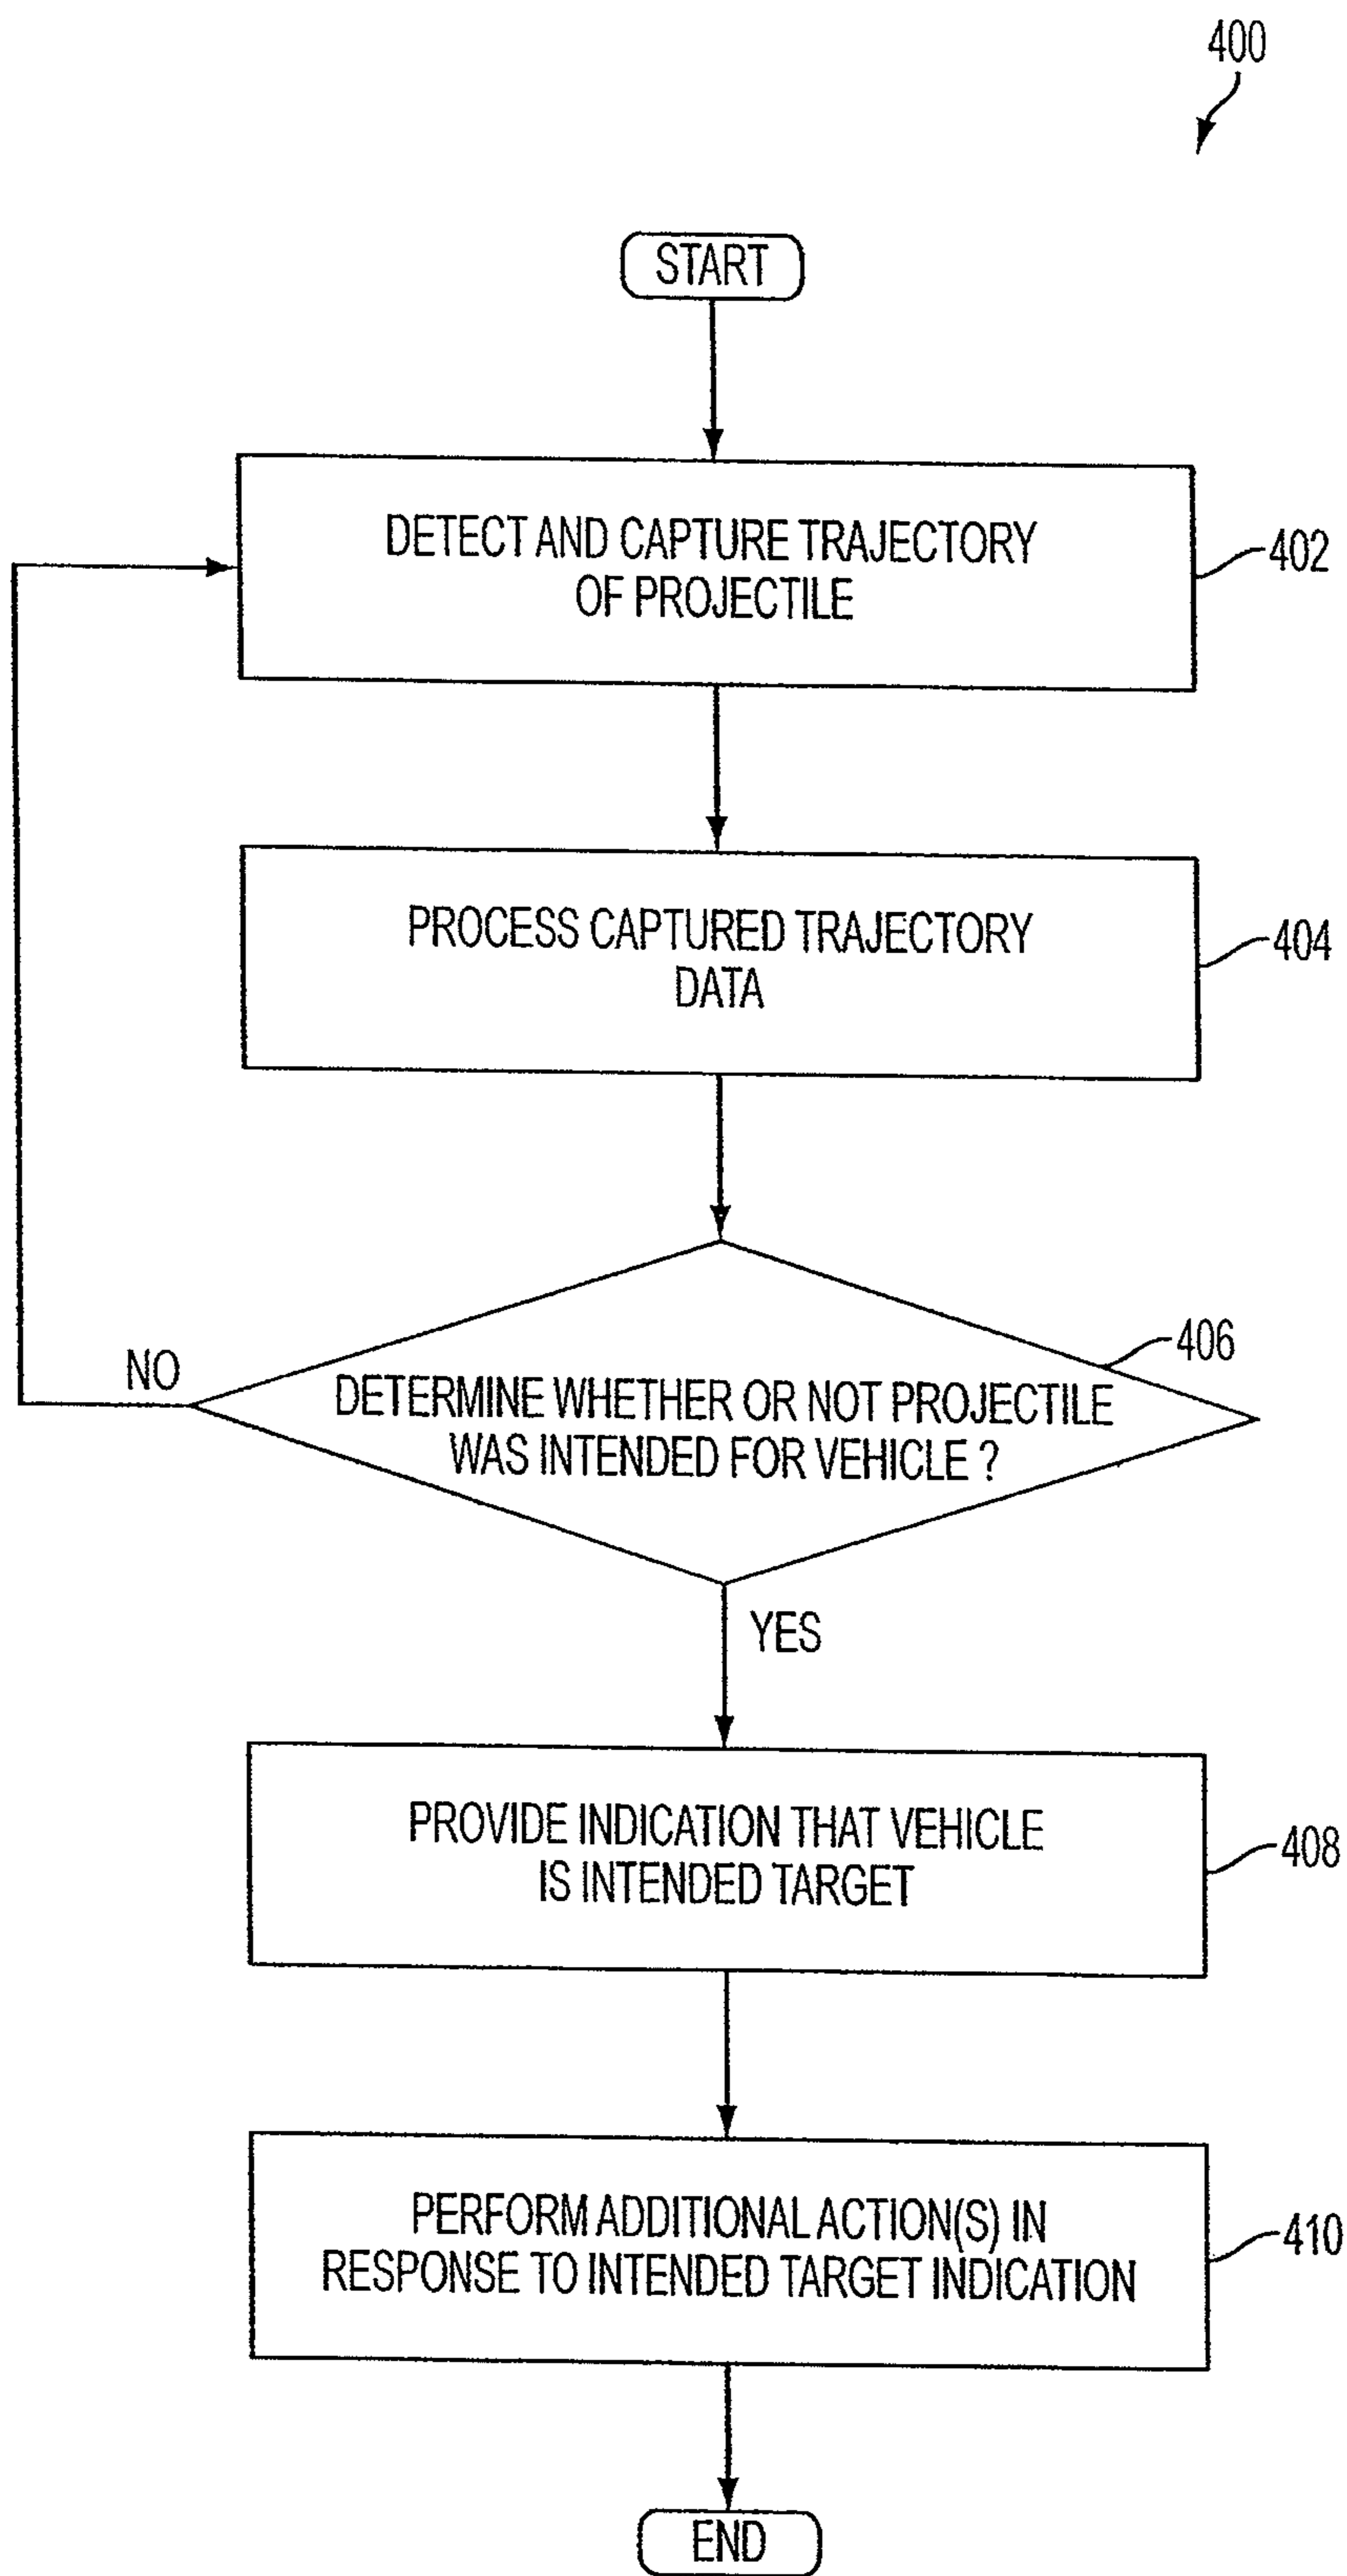 400
START
DETECT AND CAPTURE TRAJECTORY
OF PROJECTILE
402
PROCESS CAPTURED TRAJECTORY
DATA
404
406
NO
DETERMINE WHETHER OR NOT PROJECTILE
WAS INTENDED FOR VEHICLE ?
YES
PROVIDE INDICATION THAT VEHICLE
IS INTENDED TARGET
408
PERFORM ADDITIONAL ACTION(S) IN
RESPONSE TO INTENDED TARGET INDICATION
410
END